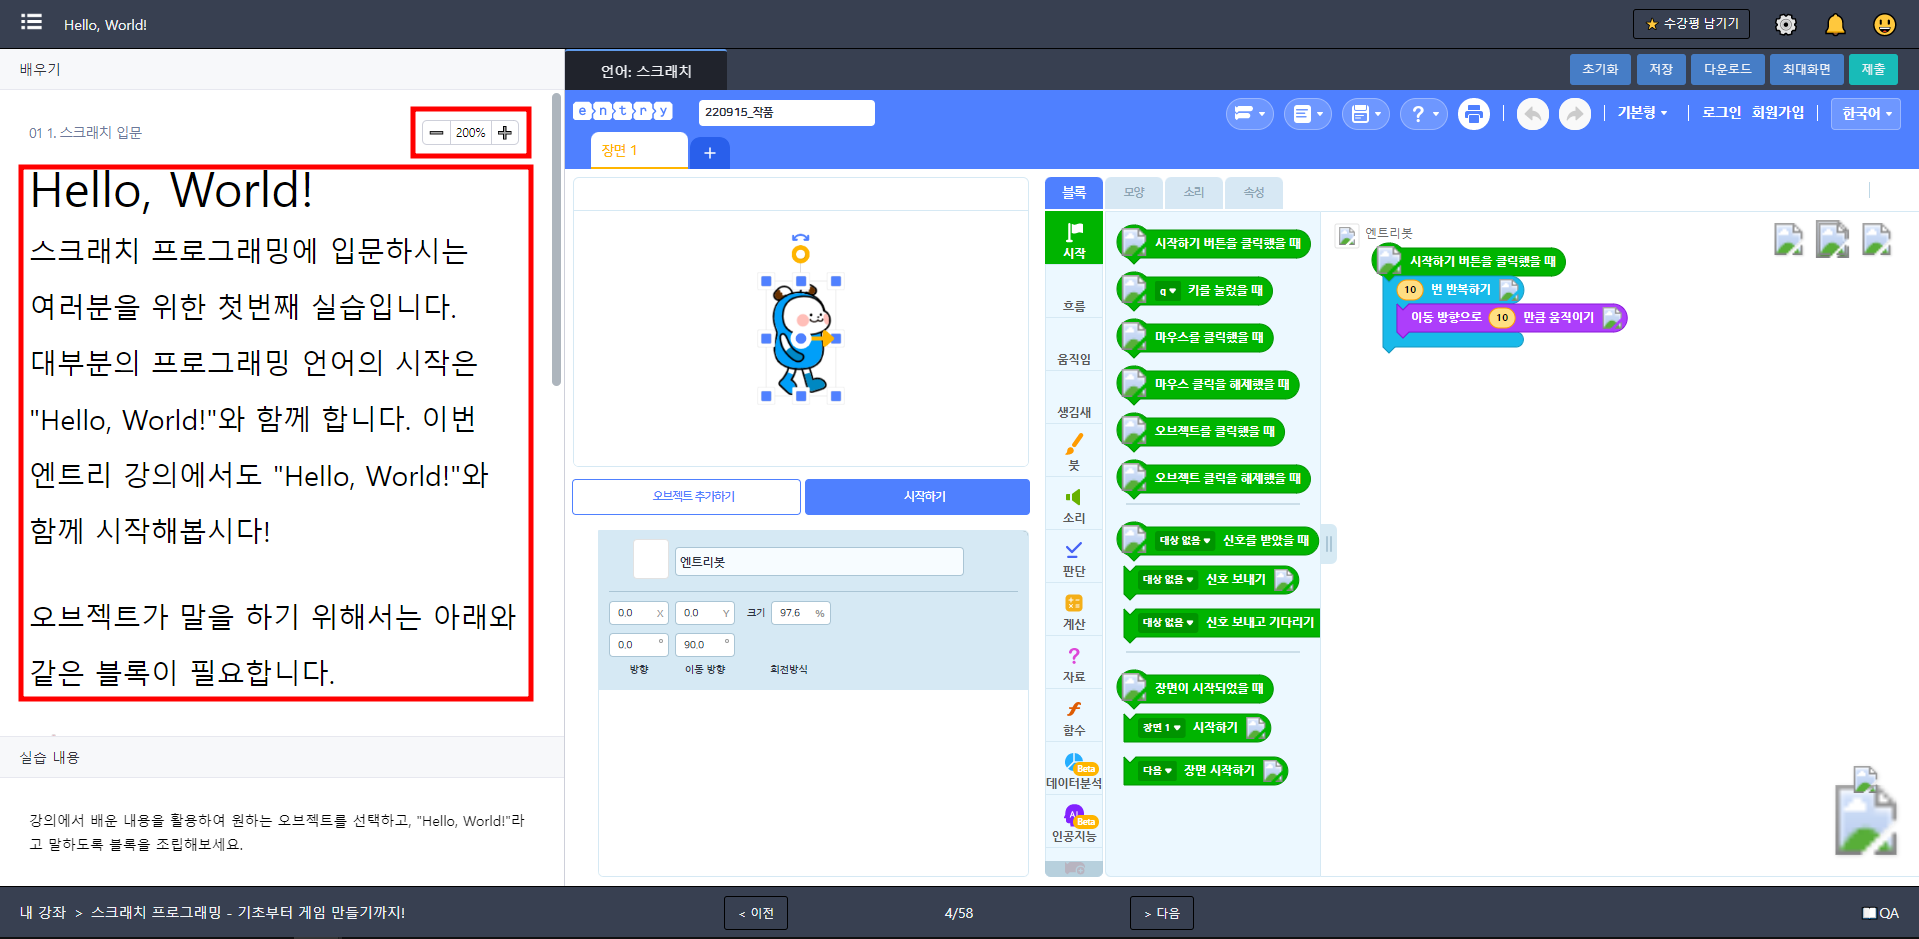 Hello, World!
수강평 남기기
배우기
언어: 스크래치
초기화
저장
다운로드
최대화면
제출
01 1. 스크래치 입문
200%
Hello, World!
스크래치 프로그래밍에 입문하시는
여러분을 위한 첫번째 실습입니다.
대부분의 프로그래밍 언어의 시작은
"Hello, World!"와 함께 합니다. 이번
엔트리 강의에서도 "Hello, World!"와
함께 시작해봅시다!
오브젝트가 말을 하기 위해서는 아래와
같은 블록이 필요합니다.
실습 내용
강의에서 배운 내용을 활용하여 원하는 오브젝트를 선택하고, "Hello, World!"라
고 말하도록 블록을 조립해보세요.
entry
220915_작품
기본형
로그인
회원가입
한국어
장면 1
+
오브젝트 추가하기
시작하기
엔트리봇
0.0 X
0.0 Y
크기
97.6 %
0.0 °
90.0 °
방향
이동 방향
회전방식
블록
모양
소리
속성
시작
흐름
움직임
생김새
붓
소리
판단
계산
?
자료
함수
Beta
데이터분석
AI
Beta
인공지능
시작하기 버튼을 클릭했을 때
q 키를 눌렀을 때
마우스를 클릭했을 때
마우스 클릭을 해제했을 때
오브젝트를 클릭했을 때
오브젝트 클릭을 해제했을 때
대상 없음 신호를 받았을 때
대상 없음 신호 보내기
대상 없음 신호 보내고 기다리기
장면이 시작되었을 때
장면 1 시작하기
다음 장면 시작하기
엔트리봇
시작하기 버튼을 클릭했을 때
10 번 반복하기
이동 방향으로 10 만큼 움직이기
내 강좌 > 스크래치 프로그래밍 - 기초부터 게임 만들기까지!
< 이전
4/58
> 다음
QA